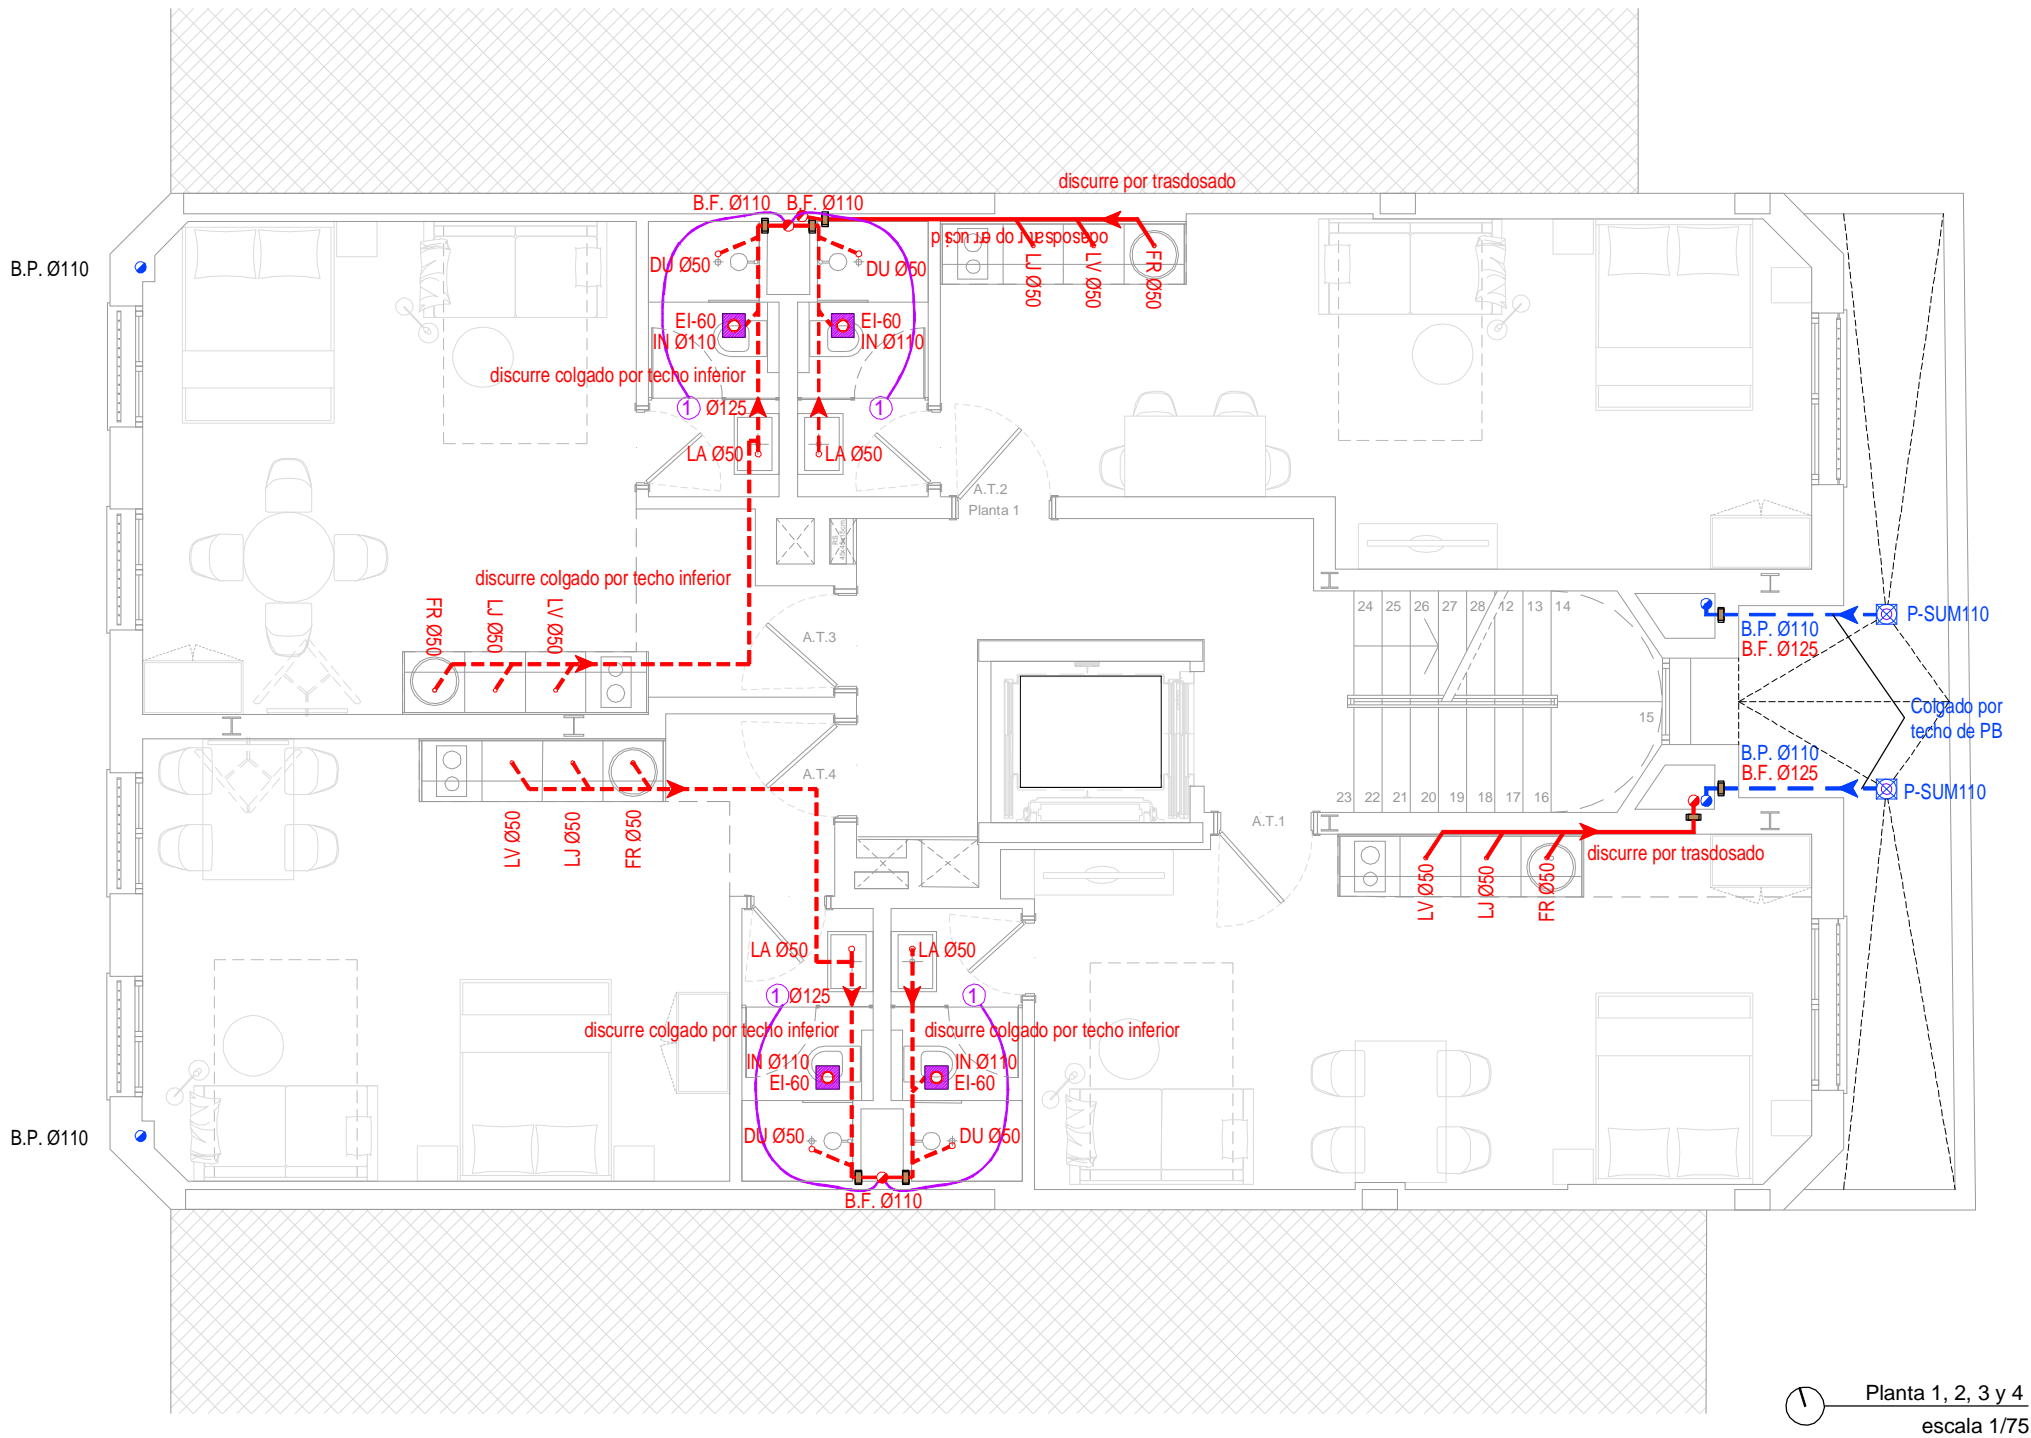 discurre por trasdosado
B.F. Ø110
B.F. Ø110
B.P. Ø110
DU Ø50
DU Ø50
LJ Ø50
LV Ø50
FR Ø50
EI-60
IN Ø110
EI-60
IN Ø110
discurre colgado por techo inferior
1
Ø125
1
LA Ø50
LA Ø50
A.T.2
Planta 1
discurre colgado por techo inferior
FR Ø50
LJ Ø50
LV Ø50
A.T.3
24
25
26
27
28
12
13
14
P-SUM110
B.P. Ø110
B.F. Ø125
Colgado por
techo de PB
15
B.P. Ø110
B.F. Ø125
P-SUM110
A.T.4
23
22
21
20
19
18
17
16
A.T.1
LV Ø50
LJ Ø50
FR Ø50
discurre por trasdosado
LV Ø50
LJ Ø50
FR Ø50
LA Ø50
LA Ø50
1
Ø125
1
discurre colgado por techo inferior
discurre colgado por techo inferior
IN Ø110
EI-60
IN Ø110
EI-60
DU Ø50
DU Ø50
B.P. Ø110
B.F. Ø110
Planta 1, 2, 3 y 4
escala 1/75